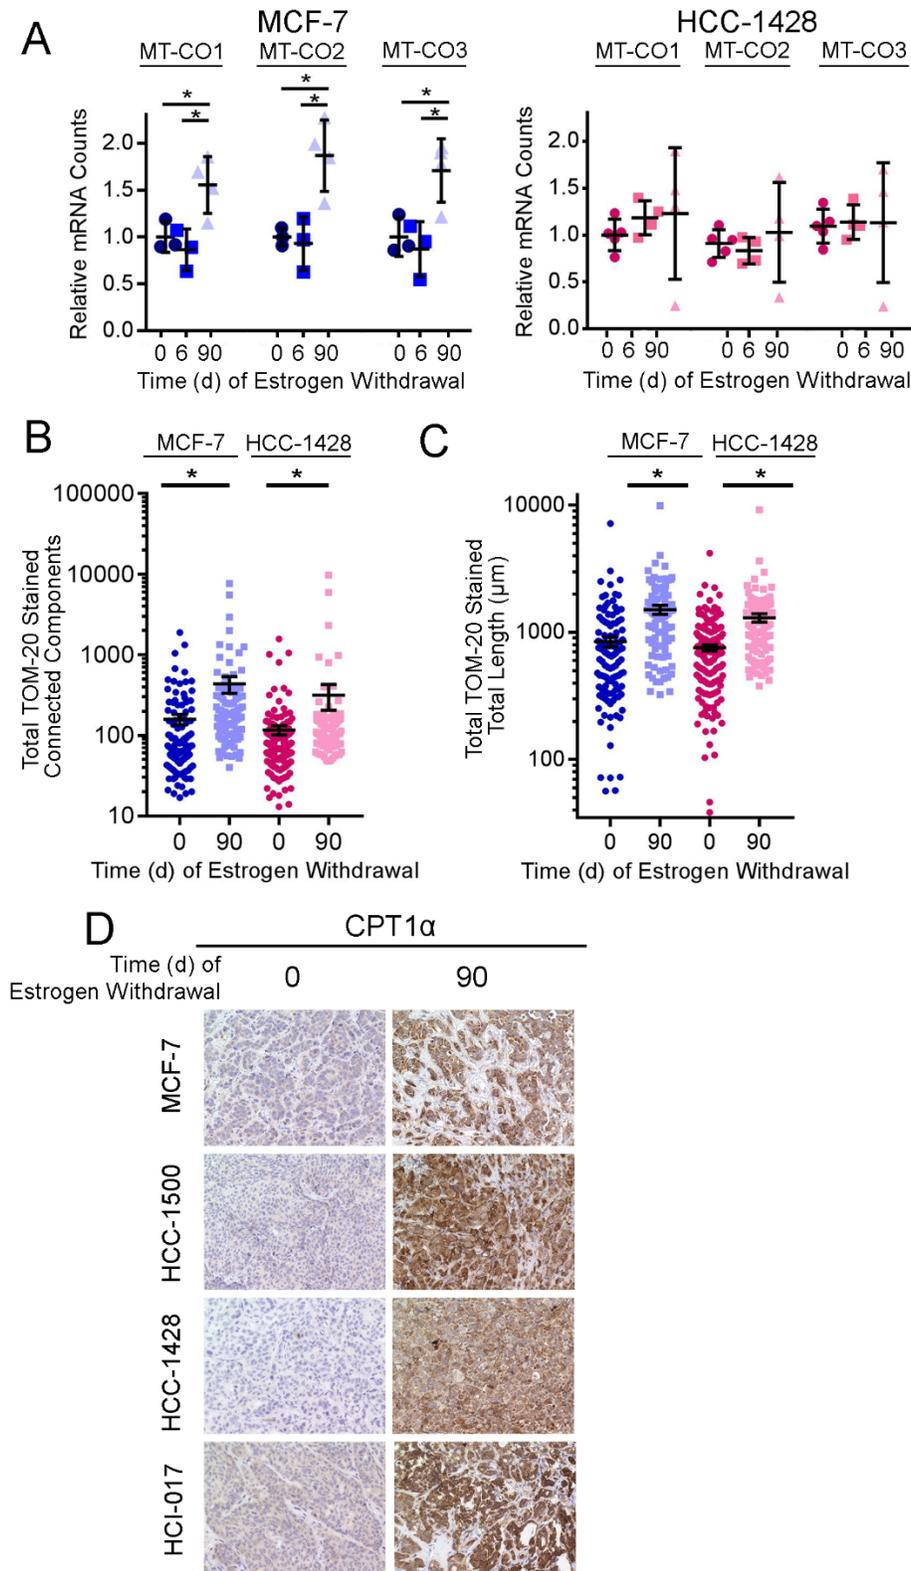 A
MCF-7
HCC-1428
MT-CO1 MT-CO2 MT-CO3
MT-CO1 MT-CO2 MT-CO3
* * *
* * *
Relative mRNA Counts
2.0
1.5
1.0
0.5
0.0
0 6 90 0 6 90 0 6 90
Time (d) of Estrogen Withdrawal
Relative mRNA Counts
2.0
1.5
1.0
0.5
0.0
0 6 90 0 6 90 0 6 90
Time (d) of Estrogen Withdrawal
B
MCF-7 HCC-1428
* *
Total TOM-20 Stained
Connected Components
100000
10000
1000
100
10
0 90 0 90
Time (d) of Estrogen Withdrawal
C
MCF-7 HCC-1428
* *
Total TOM-20 Stained
Total Length (µm)
10000
1000
100
0 90 0 90
Time (d) of Estrogen Withdrawal
D
CPT1α
Time (d) of
Estrogen Withdrawal
0 90
MCF-7
HCC-1500
HCC-1428
HCI-017